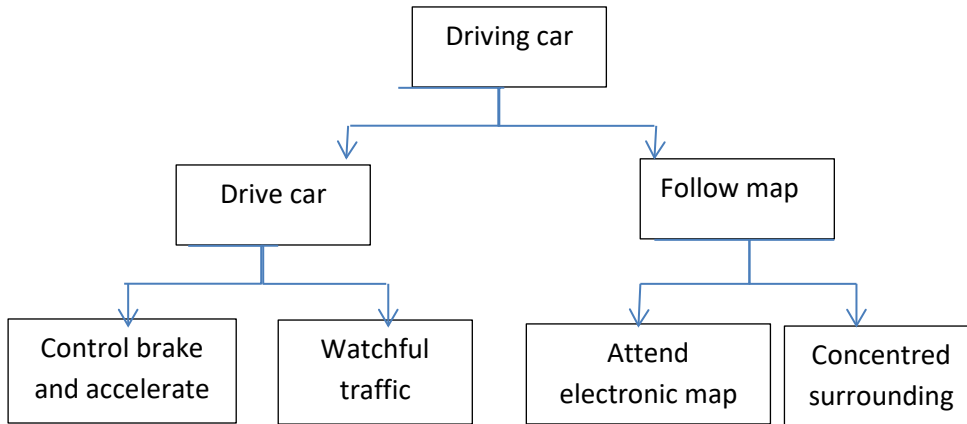 Driving car
Drive car
Follow map
Control brake
and accelerate
Watchful
traffic
Attend
electronic map
Concentred
surrounding